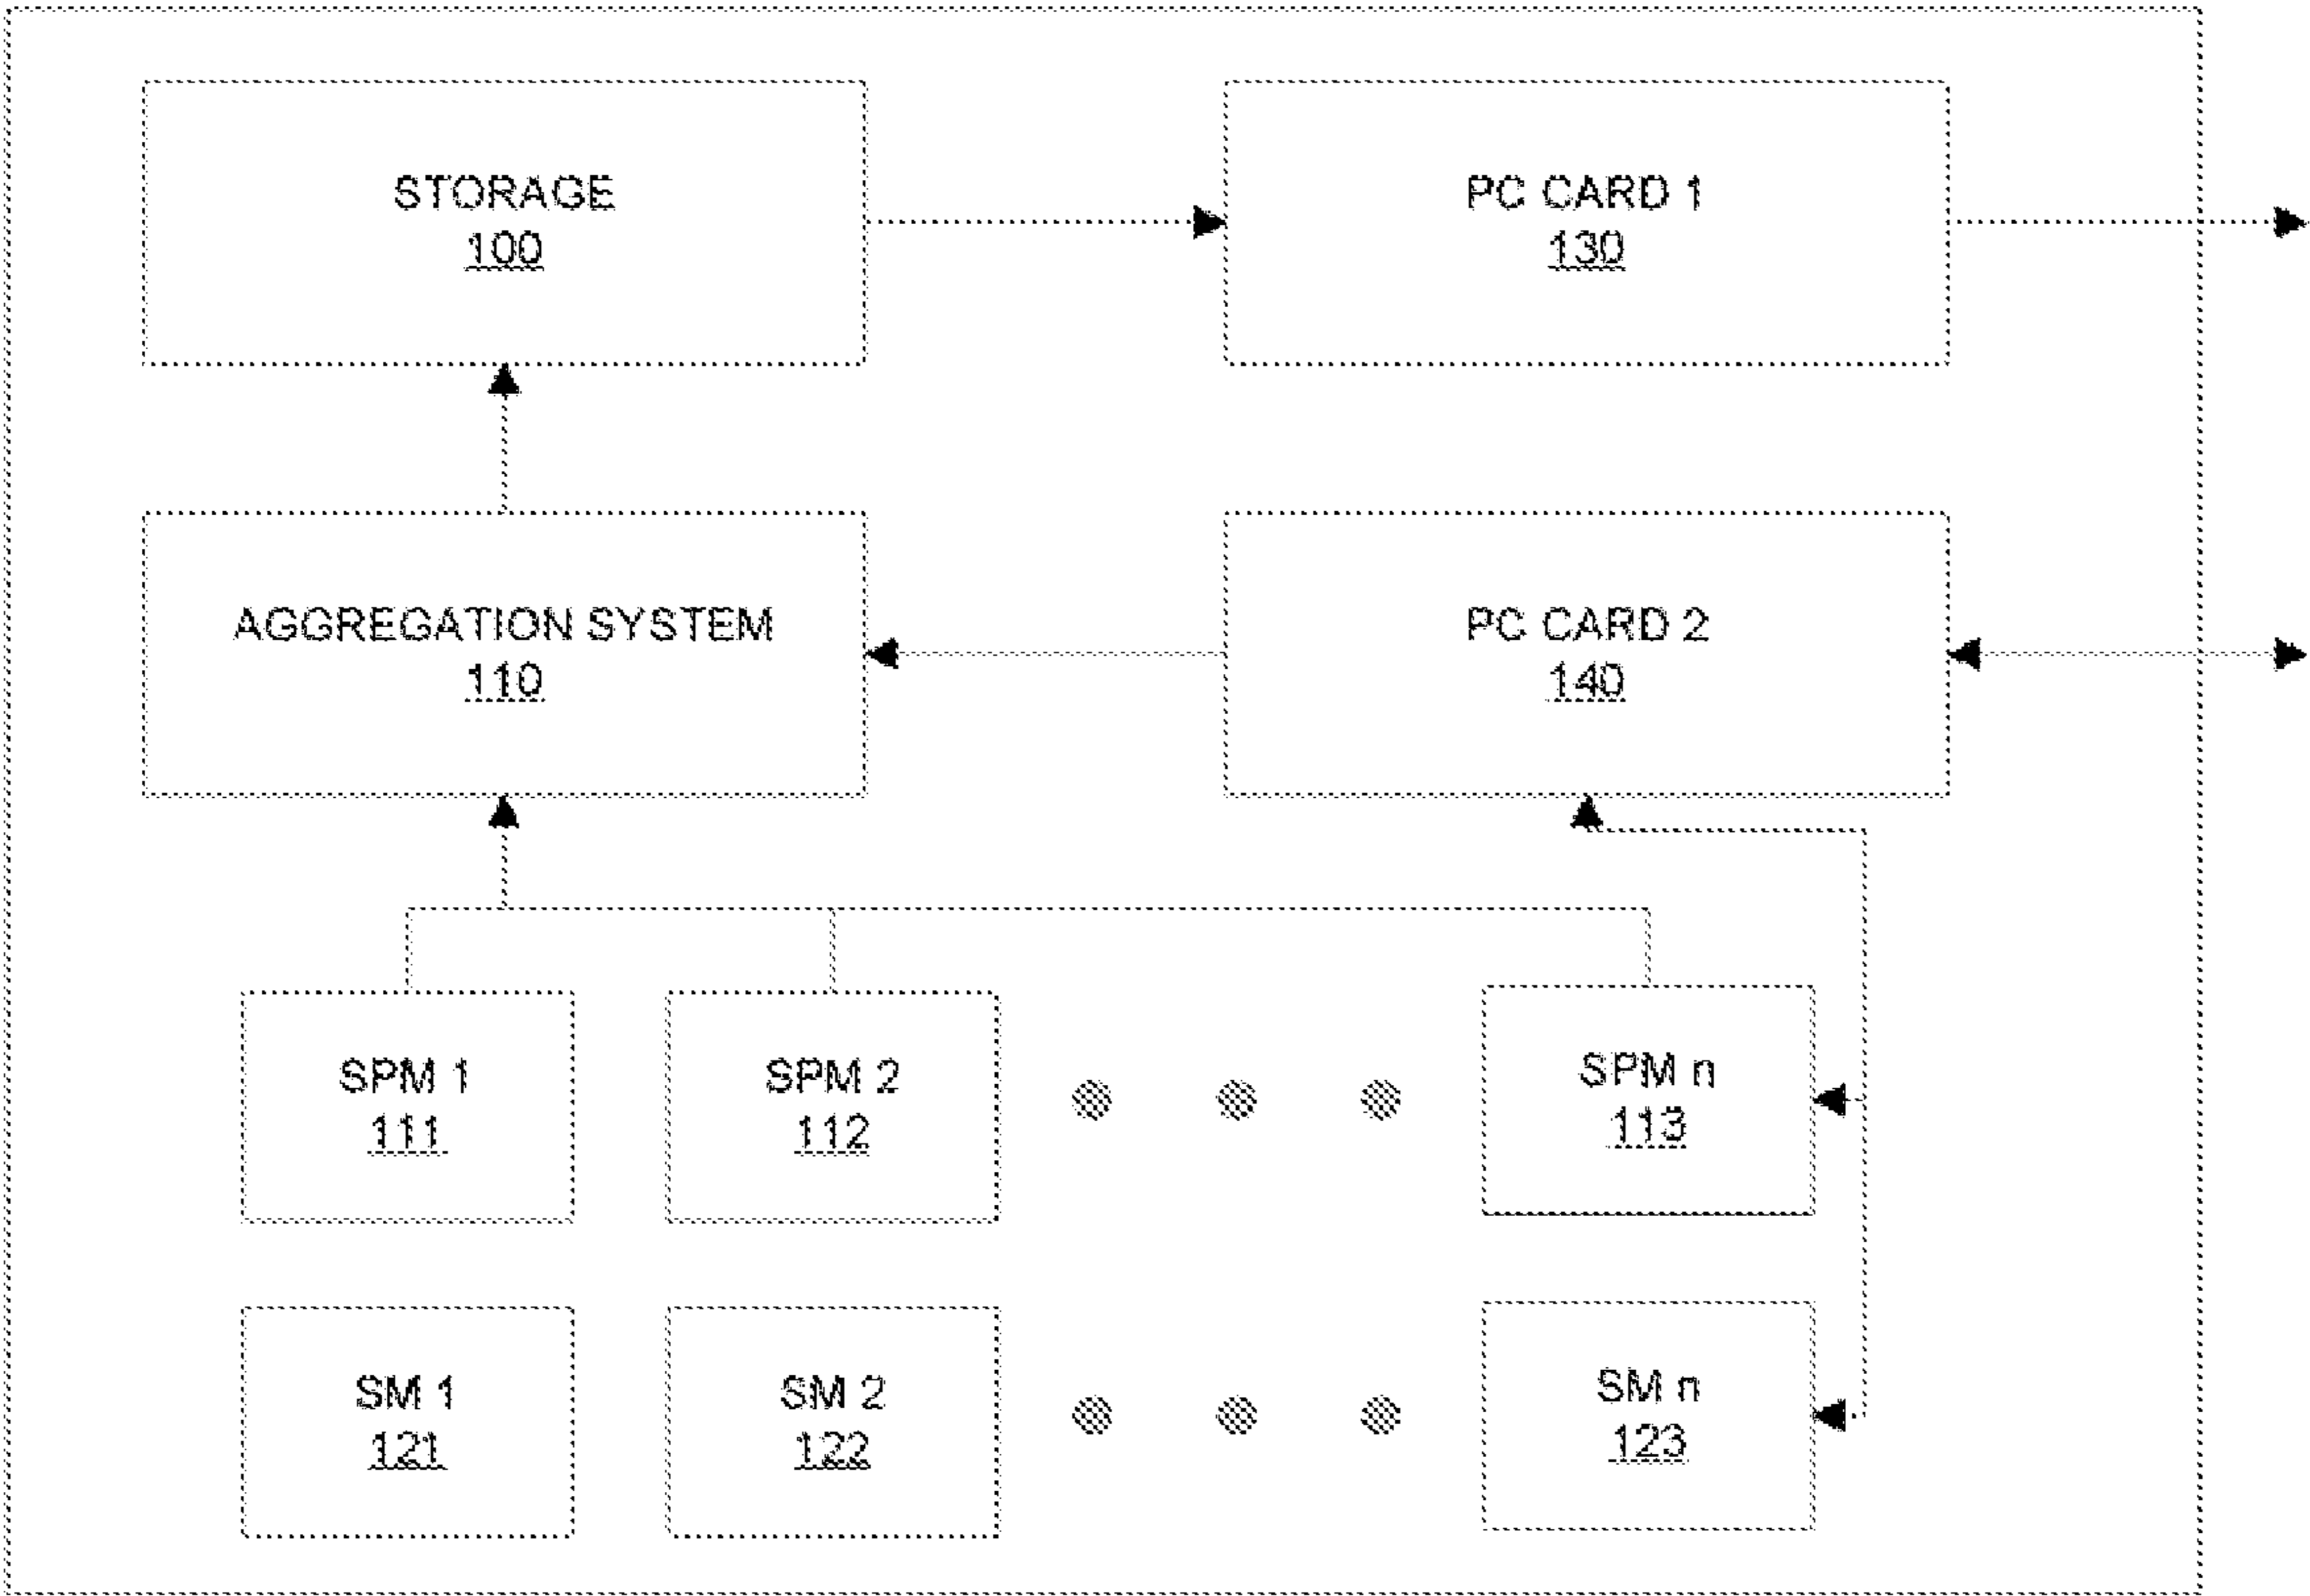 STORAGE
100
PC CARD 1
130
AGGREGATION SYSTEM
110
PC CARD 2
140
SPM 1
111
SPM 2
112
SPM n
113
SM 1
121
SM 2
122
SM n
123